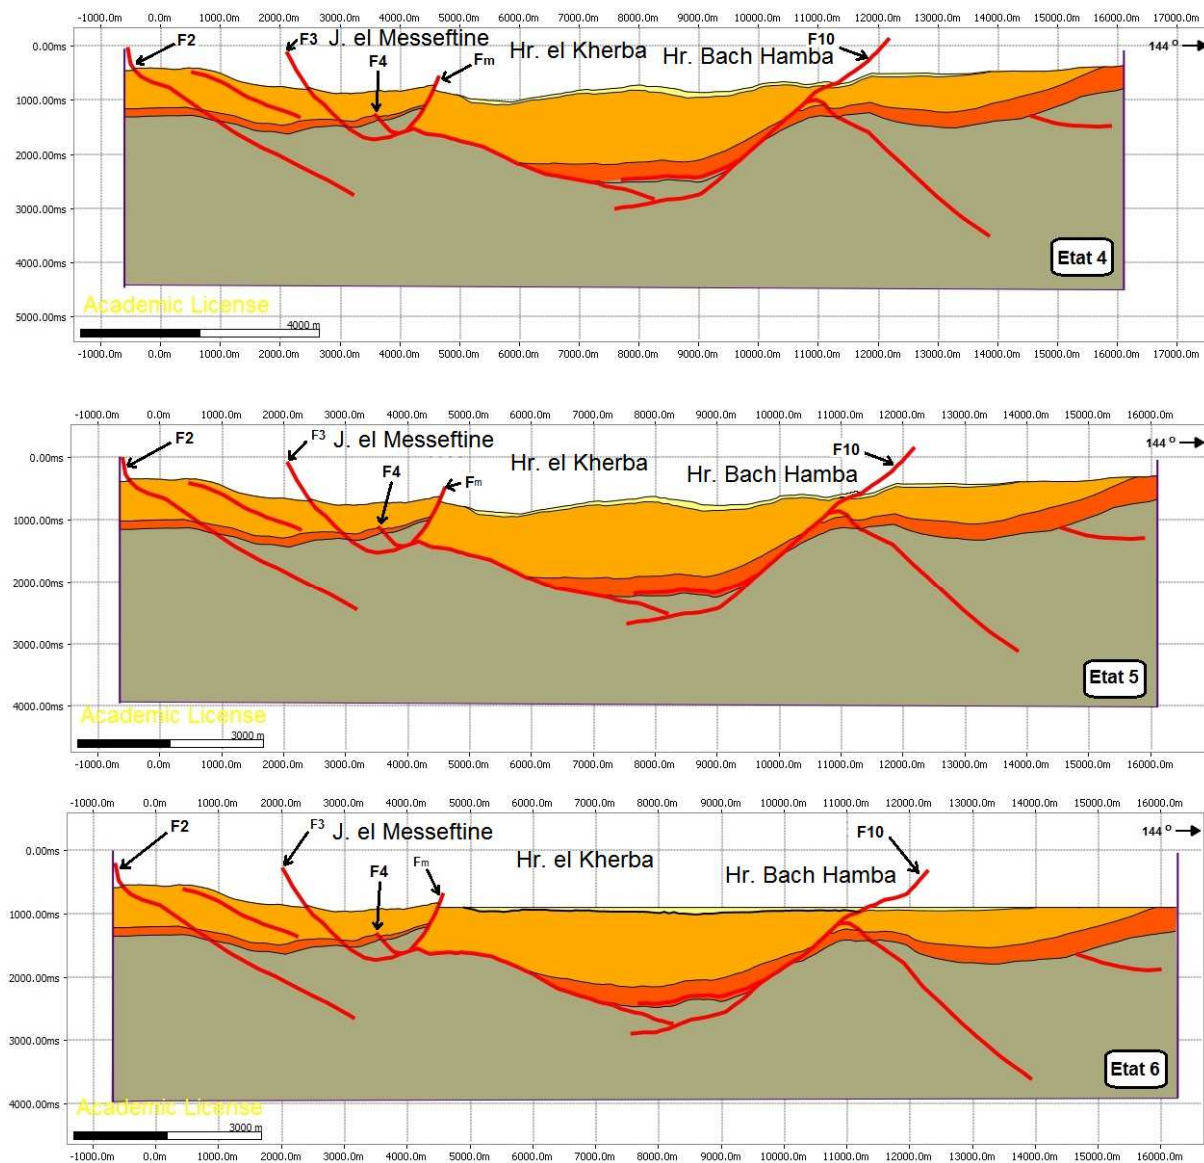 -1000.0m 0.0m 1000.0m 2000.0m 3000.0m 4000.0m 5000.0m 6000.0m 7000.0m 8000.0m 9000.0m 10000.0m 11000.0m 12000.0m 13000.0m 14000.0m 15000.0m 16000.0m 17000.0m
F2 F3 J. el Messeftine Hr. el Kherba Hr. Bach Hamba F10
0.00ms 144 º
F4 Fm
1000.00ms
2000.00ms
3000.00ms
4000.00ms
Etat 4
Academic License
5000.00ms
4000 m
-1000.0m 0.0m 1000.0m 2000.0m 3000.0m 4000.0m 5000.0m 6000.0m 7000.0m 8000.0m 9000.0m 10000.0m 11000.0m 12000.0m 13000.0m 14000.0m 15000.0m 16000.0m 17000.0m
-1000.0m 0.0m 1000.0m 2000.0m 3000.0m 4000.0m 5000.0m 6000.0m 7000.0m 8000.0m 9000.0m 10000.0m 11000.0m 12000.0m 13000.0m 14000.0m 15000.0m 16000.0m
F2 F3 J. el Messeftine 144 º
0.00ms Hr. el Kherba Hr. Bach Hamba F10
F4 Fm
1000.00ms
2000.00ms
3000.00ms
Etat 5
4000.00ms
Academic License
3000 m
-1000.0m 0.0m 1000.0m 2000.0m 3000.0m 4000.0m 5000.0m 6000.0m 7000.0m 8000.0m 9000.0m 10000.0m 11000.0m 12000.0m 13000.0m 14000.0m 15000.0m 16000.0m
-1000.0m 0.0m 1000.0m 2000.0m 3000.0m 4000.0m 5000.0m 6000.0m 7000.0m 8000.0m 9000.0m 10000.0m 11000.0m 12000.0m 13000.0m 14000.0m 15000.0m 16000.0m
F2 F3 J. el Messeftine F10 144 º
0.00ms Hr. el Kherba
F4 Fm Hr. Bach Hamba
1000.00ms
2000.00ms
3000.00ms
Etat 6
4000.00ms
Academic License
3000 m
-1000.0m 0.0m 1000.0m 2000.0m 3000.0m 4000.0m 5000.0m 6000.0m 7000.0m 8000.0m 9000.0m 10000.0m 11000.0m 12000.0m 13000.0m 14000.0m 15000.0m 16000.0m